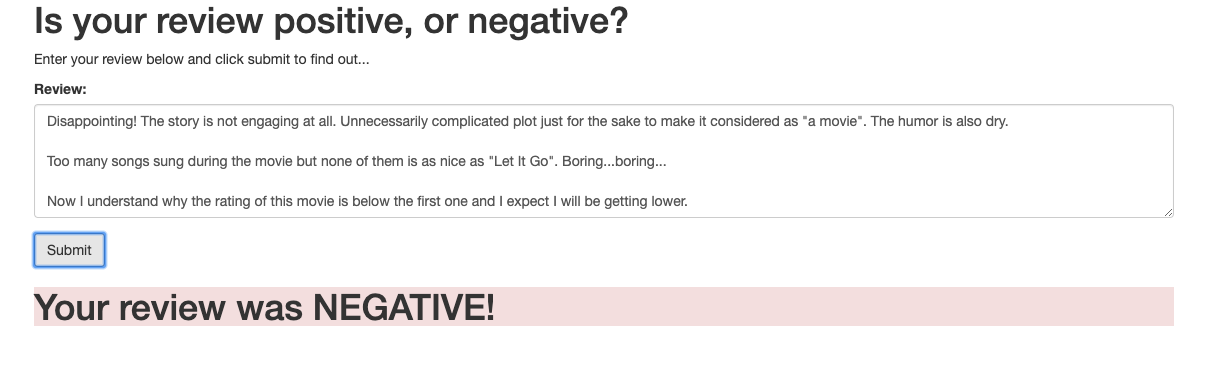 Is your review positive, or negative?
Enter your review below and click submit to find out...
Review:
Disappointing! The story is not engaging at all. Unnecessarily complicated plot just for the sake to make it considered as "a movie". The humor is also dry.
Too many songs sung during the movie but none of them is as nice as "Let It Go". Boring...boring...
Now I understand why the rating of this movie is below the first one and I expect I will be getting lower.
Submit
Your review was NEGATIVE!